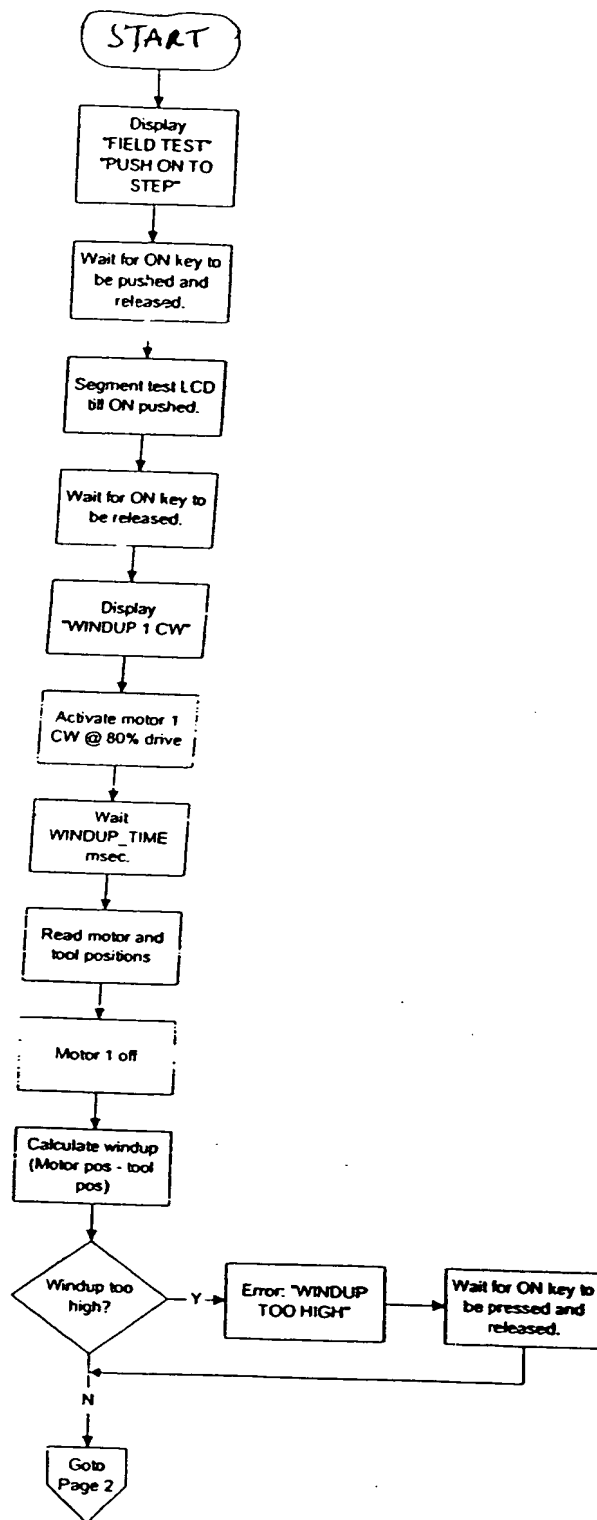 START
Display
"FIELD TEST"
"PUSH ON TO
STEP"
Wait for ON key to
be pushed and
released.
Segment test LCD
till ON pushed.
Wait for ON key to
be released.
Display
"WINDUP 1 CW"
Activate motor 1
CW @ 80% drive
Wait
WINDUP_TIME
msec.
Read motor and
tool positions
Motor 1 off
Calculate windup
(Motor pos - tool
pos)
Windup too
high?
Y
Error: "WINDUP
TOO HIGH"
Wait for ON key to
be pressed and
released.
N
Goto
Page 2